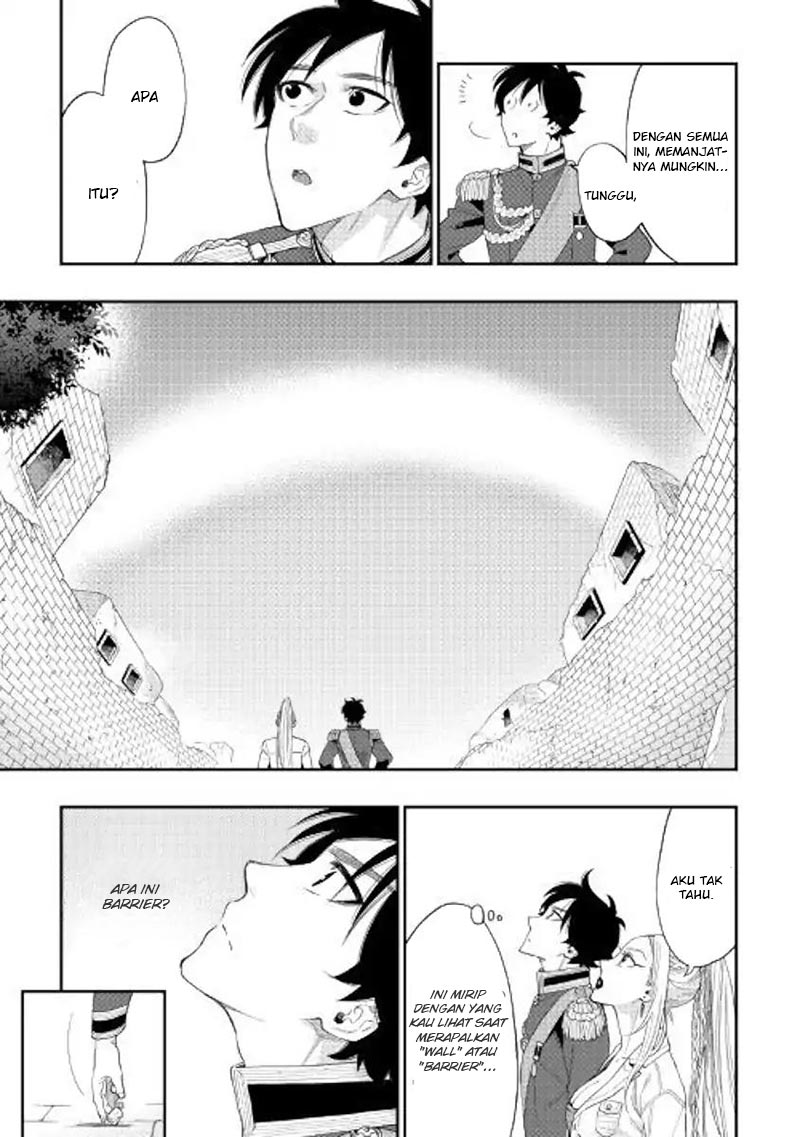 DENGAN SEMUA
INI, MEMANJAT-
NYA MUNGKIN...
TUNGGU,
APA
ITU?
AKU TAK
TAHU.
INI MIRIP
DENGAN YANG
KAU LIHAT SAAT
MERAPALKAN
"WALL" ATAU
"BARRIER"...
APA INI
BARRIER?